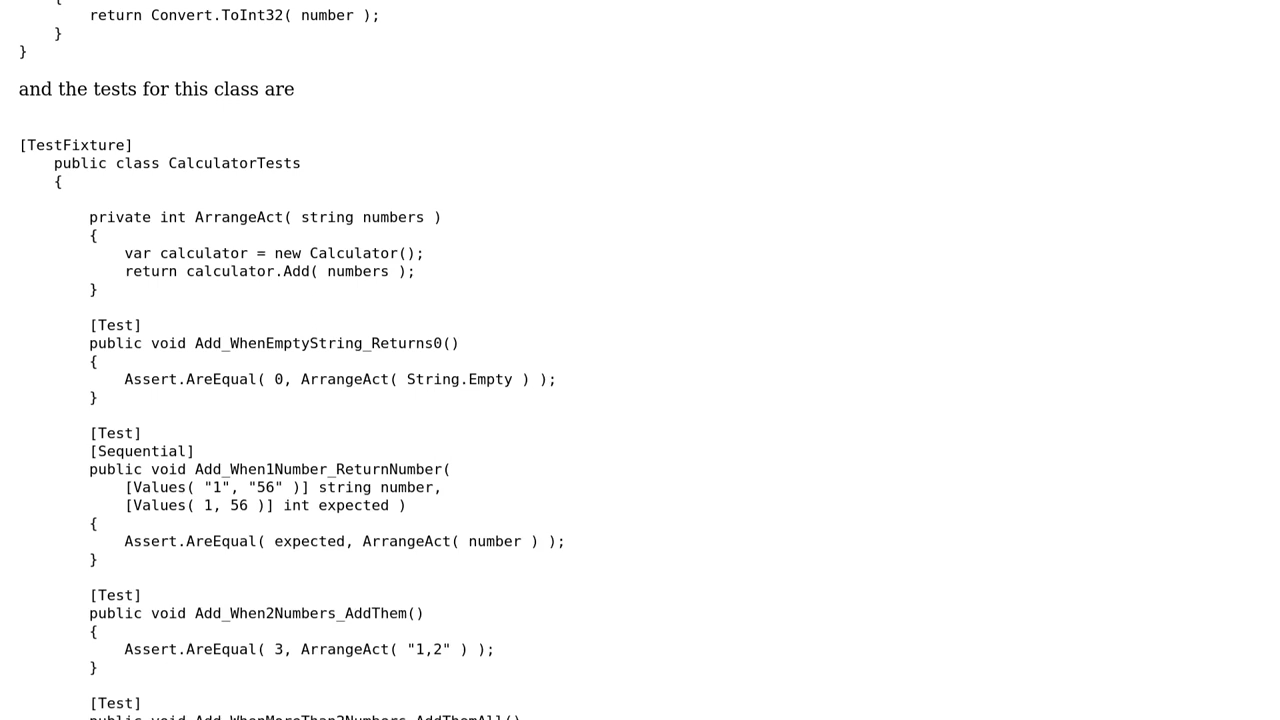 {
        return Convert.ToInt32( number );
    }
}
and the tests for this class are
[TestFixture]
    public class CalculatorTests
    {
        private int ArrangeAct( string numbers )
        {
            var calculator = new Calculator();
            return calculator.Add( numbers );
        }
        [Test]
        public void Add_WhenEmptyString_Returns0()
        {
            Assert.AreEqual( 0, ArrangeAct( String.Empty ) );
        }
        [Test]
        [Sequential]
        public void Add_When1Number_ReturnNumber(
            [Values( "1", "56" )] string number,
            [Values( 1, 56 )] int expected )
        {
            Assert.AreEqual( expected, ArrangeAct( number ) );
        }
        [Test]
        public void Add_When2Numbers_AddThem()
        {
            Assert.AreEqual( 3, ArrangeAct( "1,2" ) );
        }
        [Test]
        public void Add_WhenMoreThan2Numbers_AddThemAll()